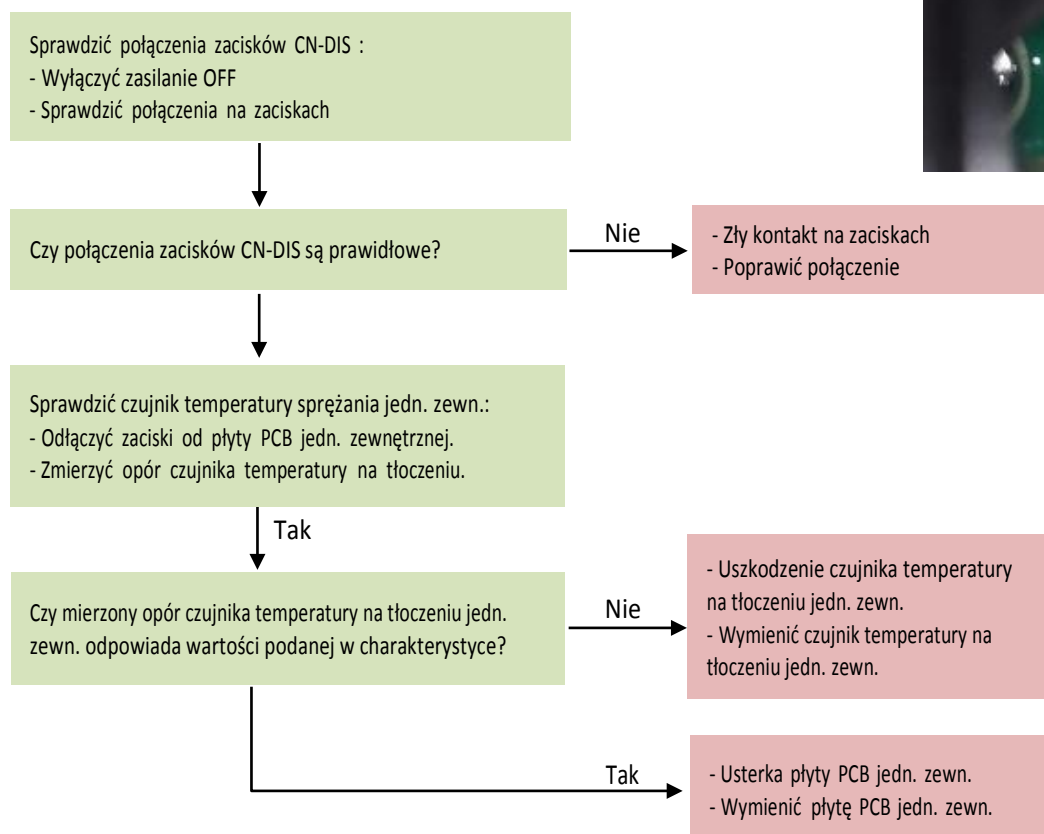 Sprawdzić połączenia zacisków CN-DIS :
- Wyłączyć zasilanie OFF
- Sprawdzić połączenia na zaciskach
Czy połączenia zacisków CN-DIS są prawidłowe?
Nie
- Zły kontakt na zaciskach
- Poprawić połączenie
Sprawdzić czujnik temperatury sprężania jedn. zewn.:
- Odłączyć zaciski od płyty PCB jedn. zewnętrznej.
- Zmierzyć opór czujnika temperatury na tłoczeniu.
Tak
Czy mierzony opór czujnika temperatury na tłoczeniu jedn.
zewn. odpowiada wartości podanej w charakterystyce?
Nie
- Uszkodzenie czujnika temperatury
na tłoczeniu jedn. zewn.
- Wymienić czujnik temperatury na
tłoczeniu jedn. zewn.
Tak
- Usterka płyty PCB jedn. zewn.
- Wymienić płytę PCB jedn. zewn.